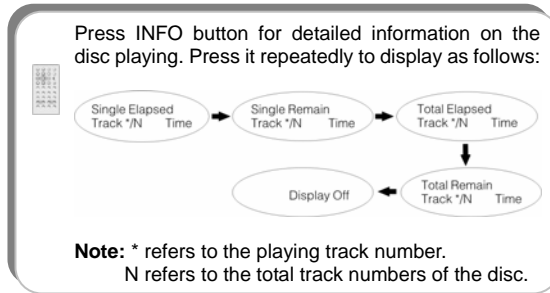 Press INFO button for detailed information on the
disc playing. Press it repeatedly to display as follows:
Single Elapsed
Track */N Time
Single Remain
Track */N Time
Total Elapsed
Track */N Time
Total Remain
Track */N Time
Display Off
Note: * refers to the playing track number.
N refers to the total track numbers of the disc.